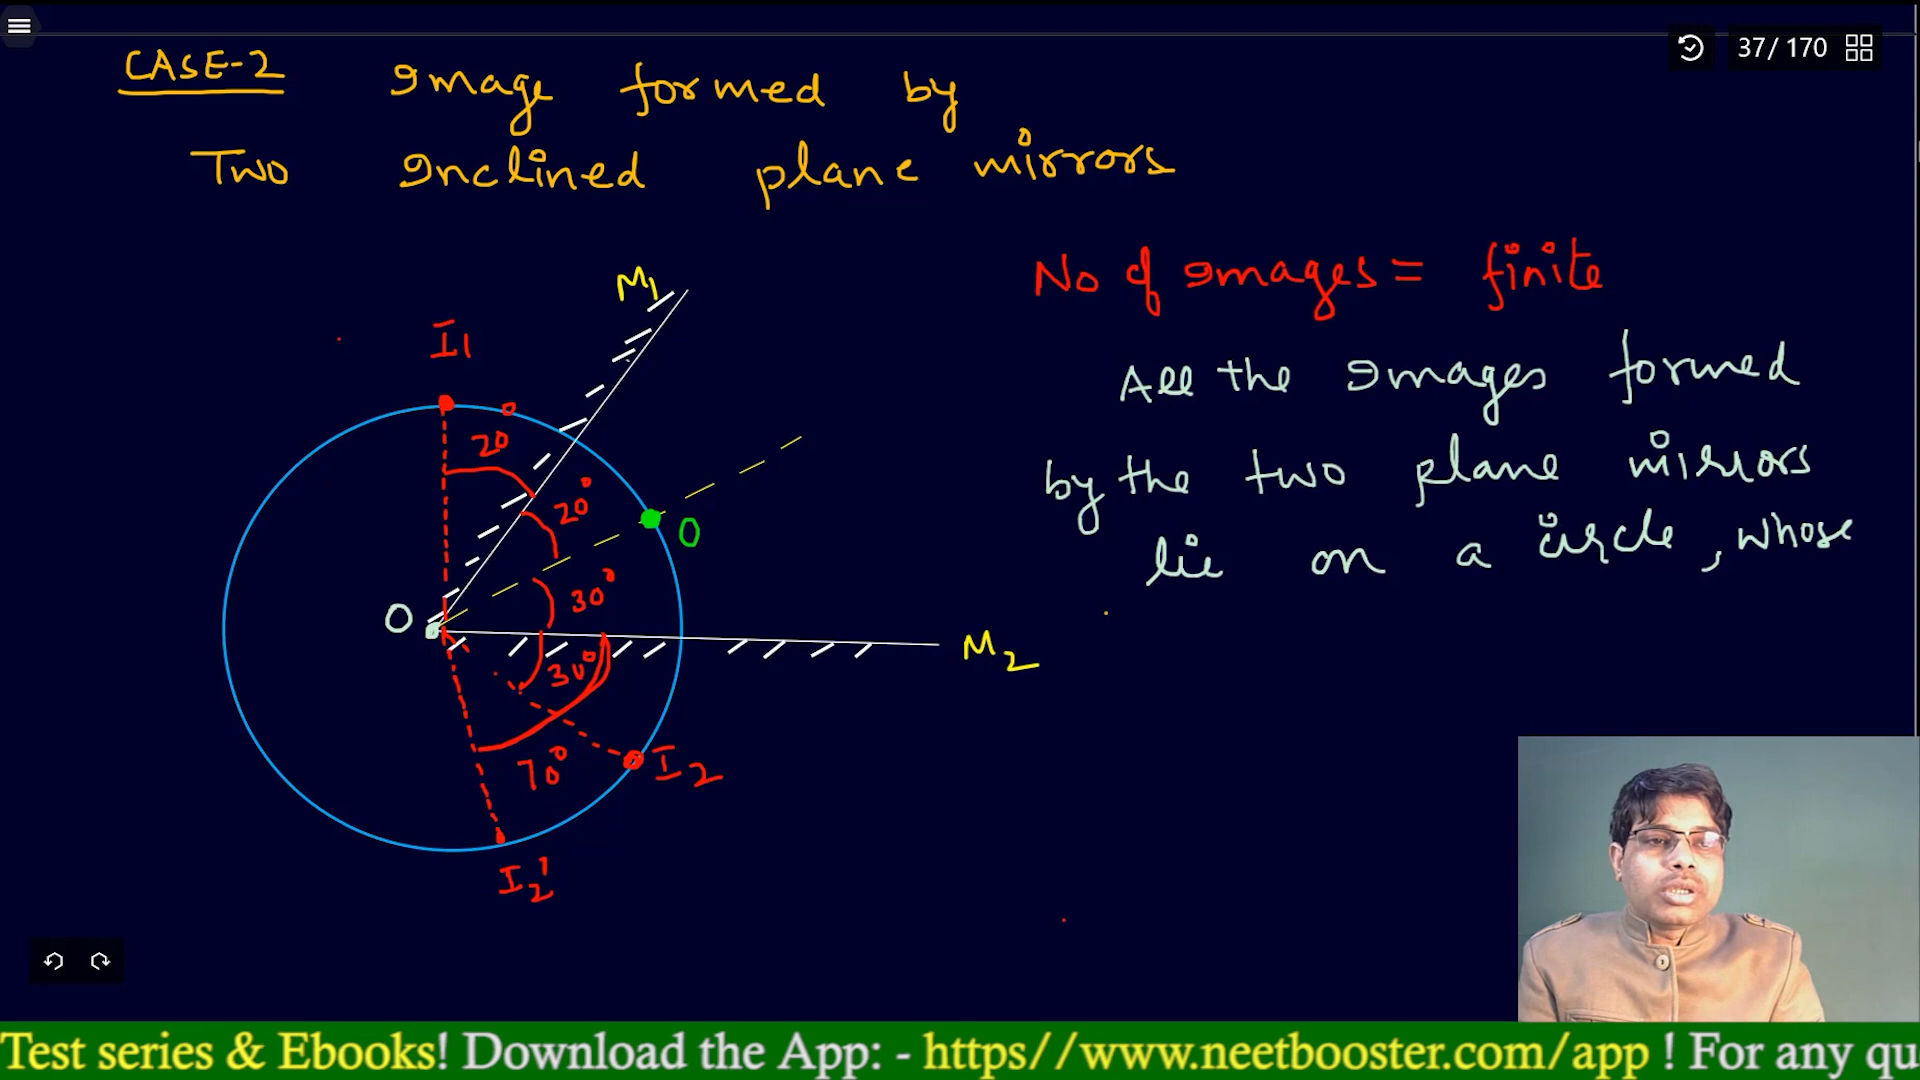 37/ 170
CASE-2 Image formed by
Two Inclined plane mirrors
No of Images = finite
All the Images formed
by the two plane mirrors
lie on a circle, whose
M1
I1
20°
20°
O
30°
O
M2
30°
70°
I2
I2'
Test series & Ebooks! Download the App: - https//www.neetbooster.com/app ! For any qu